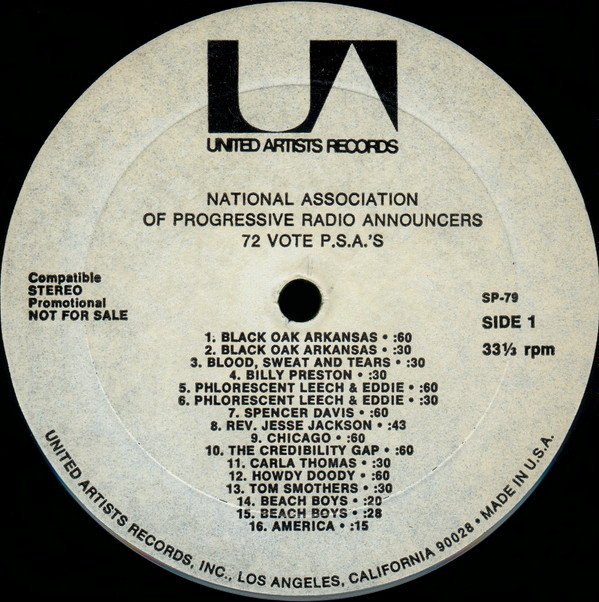 UA
UNITED ARTISTS RECORDS
NATIONAL ASSOCIATION
OF PROGRESSIVE RADIO ANNOUNCERS
72 VOTE P.S.A.'S
Compatible
STEREO
Promotional
NOT FOR SALE
SP-79
SIDE 1
33⅓ rpm
1. BLACK OAK ARKANSAS • :60
2. BLACK OAK ARKANSAS • :30
3. BLOOD, SWEAT AND TEARS • :30
4. BILLY PRESTON • :30
5. PHLORESCENT LEECH & EDDIE • :60
6. PHLORESCENT LEECH & EDDIE • :30
7. SPENCER DAVIS • :60
8. REV. JESSE JACKSON • :43
9. CHICAGO • :60
10. THE CREDIBILITY GAP • :60
11. CARLA THOMAS • :30
12. HOWDY DOODY • :60
13. TOM SMOTHERS • :30
14. BEACH BOYS • :20
15. BEACH BOYS • :28
16. AMERICA • :15
UNITED ARTISTS RECORDS, INC., LOS ANGELES, CALIFORNIA 90028 • MADE IN U.S.A.